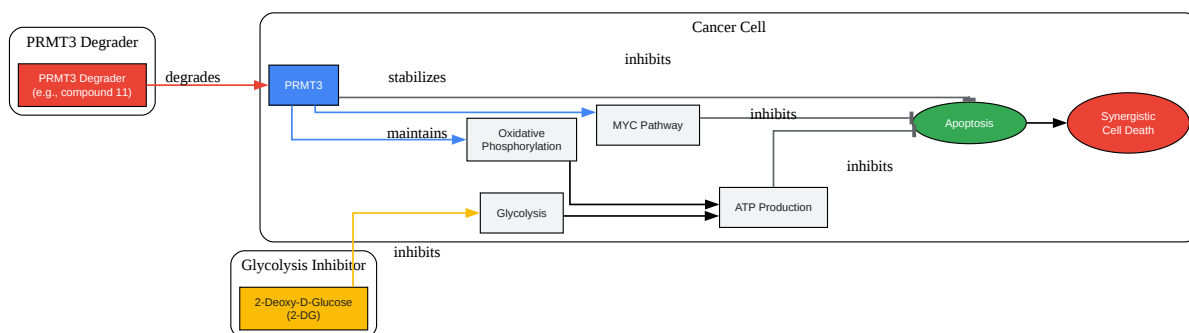 Cancer Cell
PRMT3 Degrader
PRMT3 Degrader
(e.g., compound 11)
degrades
PRMT3
stabilizes
inhibits
MYC Pathway
inhibits
Apoptosis
Synergistic
Cell Death
maintains
Oxidative
Phosphorylation
inhibits
Glycolysis
ATP Production
inhibits
Glycolysis Inhibitor
2-Deoxy-D-Glucose
(2-DG)